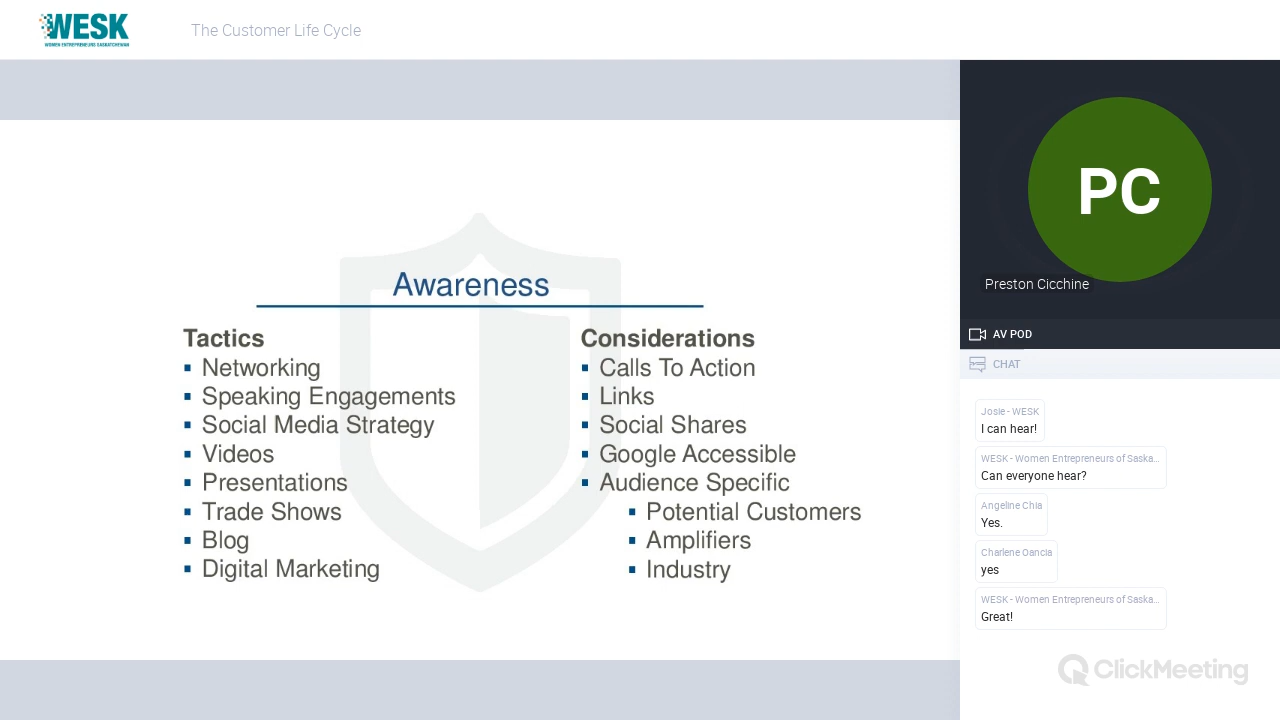 WESK
WOMEN ENTREPRENEURS SASKATCHEWAN
The Customer Life Cycle
Awareness
Tactics
Networking
Speaking Engagements
Social Media Strategy
Videos
Presentations
Trade Shows
Blog
Digital Marketing
Considerations
Calls To Action
Links
Social Shares
Google Accessible
Audience Specific
Potential Customers
Amplifiers
Industry
PC
Preston Cicchine
AV POD
CHAT
Josie - WESK
I can hear!
WESK - Women Entrepreneurs of Saska...
Can everyone hear?
Angeline Chia
Yes.
Charlene Oancia
yes
WESK - Women Entrepreneurs of Saska...
Great!
ClickMeeting